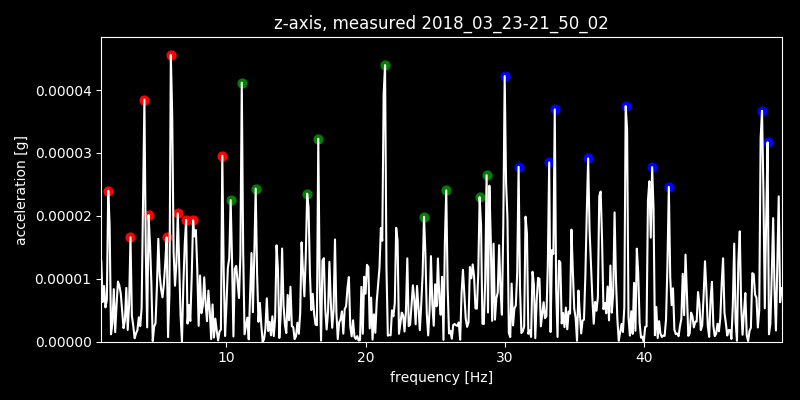 z-axis, measured 2018_03_23-21_50_02
acceleration [g]
0.00004
0.00003
0.00002
0.00001
0.00000
10 20 30 40
frequency [Hz]